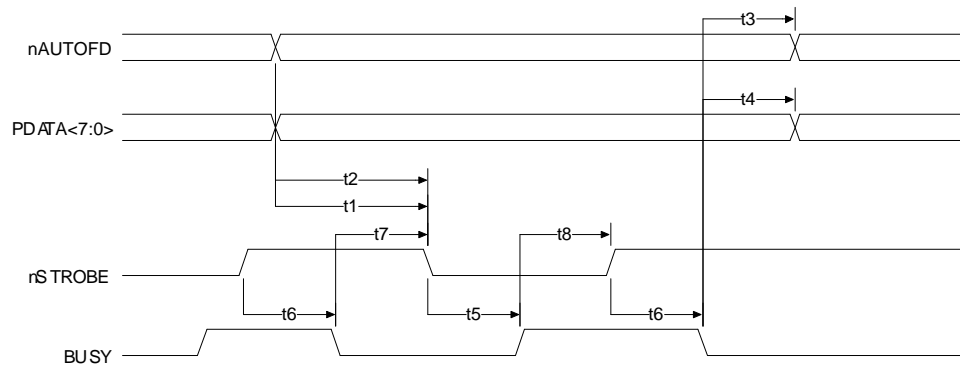 t3
nAUTOFD
t4
PDATA<7:0>
t2
t1
t7
t8
nSTROBE
t6
t5
t6
BUSY